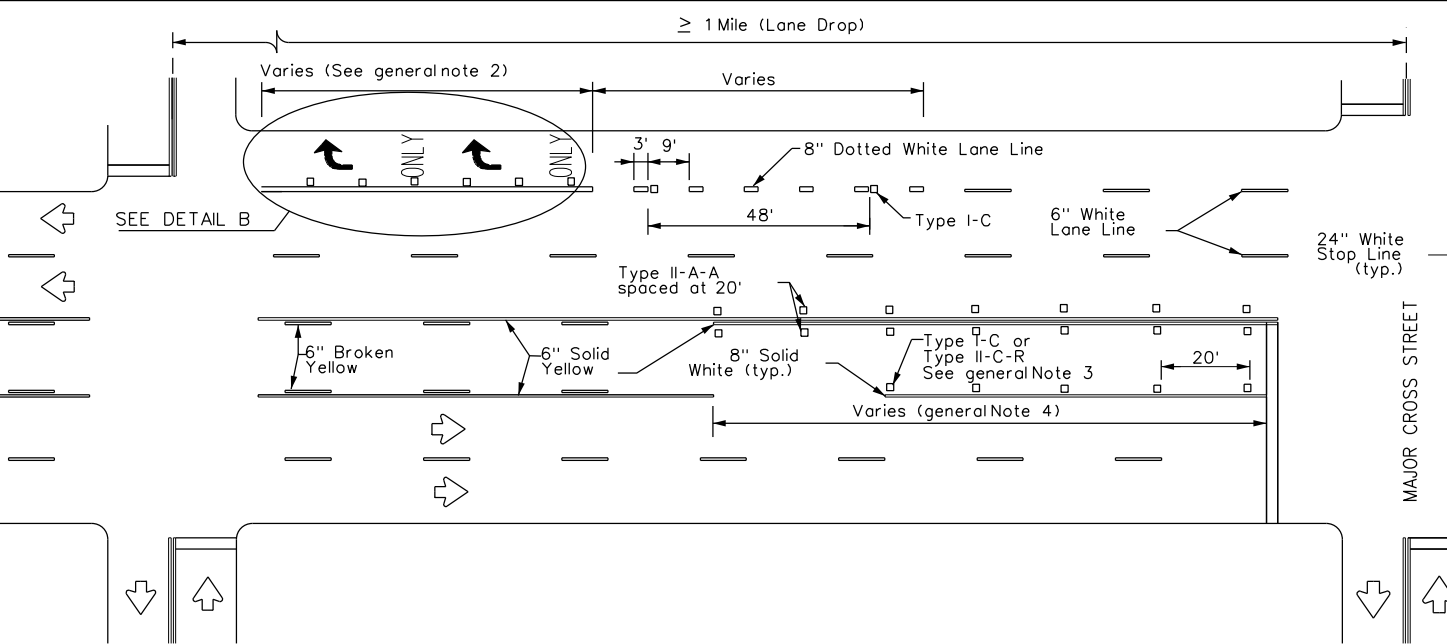 ≥ 1 Mile (Lane Drop)
Varies (See general note 2)
Varies
ONLY
ONLY
3'
9'
8" Dotted White Lane Line
SEE DETAIL B
48'
Type I-C
6" White
Lane Line
24" White
Stop Line
(typ.)
Type II-A-A
spaced at 20'
6" Broken
Yellow
6" Solid
Yellow
8" Solid
White (typ.)
Type I-C or
Type II-C-R
See general Note 3
20'
Varies (general Note 4)
MAJOR CROSS STREET